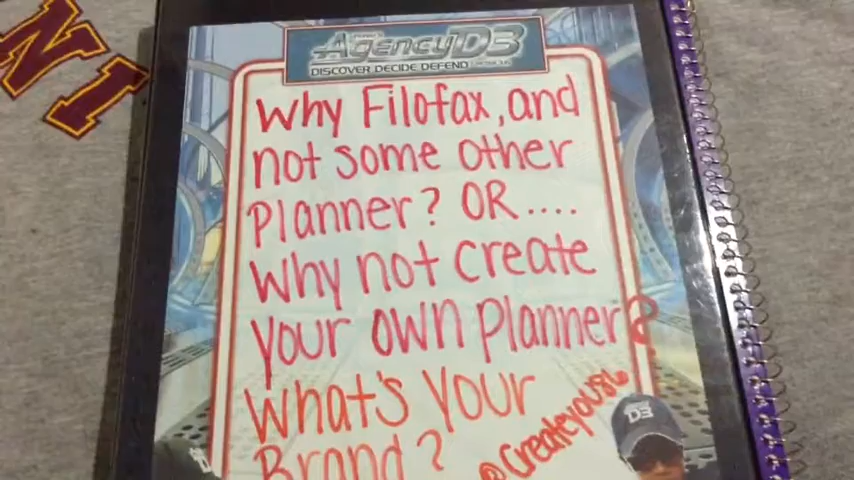 NI
AgencyD3
DISCOVER DECIDE DEFEND
Why Filofax, and
not some other
Planner? OR....
Why not create
Your own planner?
What's Your
Brand?
@createyou86
D3